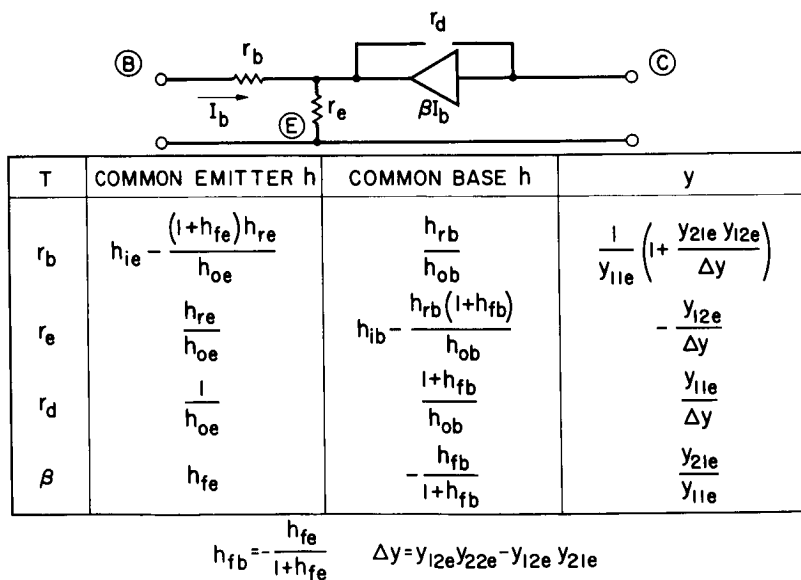 r_d
B r_b C
I_b E r_e βI_b
T COMMON EMITTER h COMMON BASE h y
r_b h_ie − (1+h_fe)h_re / h_oe h_rb / h_ob 1 / y_11e (1 + y_21e y_12e / Δy)
r_e h_re / h_oe h_ib − h_rb(1+h_fb) / h_ob − y_12e / Δy
r_d 1 / h_oe 1+h_fb / h_ob y_11e / Δy
β h_fe − h_fb / 1+h_fb y_21e / y_11e
h_fb = − h_fe / 1+h_fe Δy = y_12e y_22e − y_12e y_21e